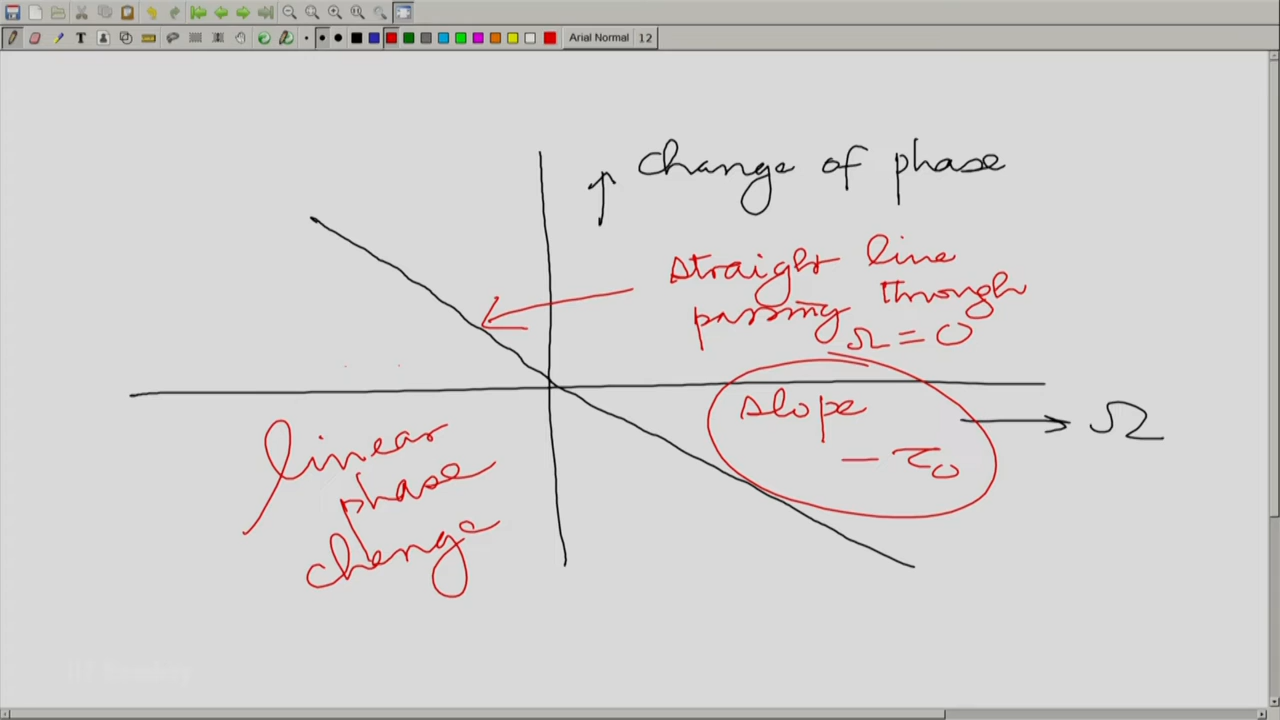 Arial Normal 12
change of phase
straight line
passing through
Ω = 0
slope
- τ0
Ω
linear
phase
change